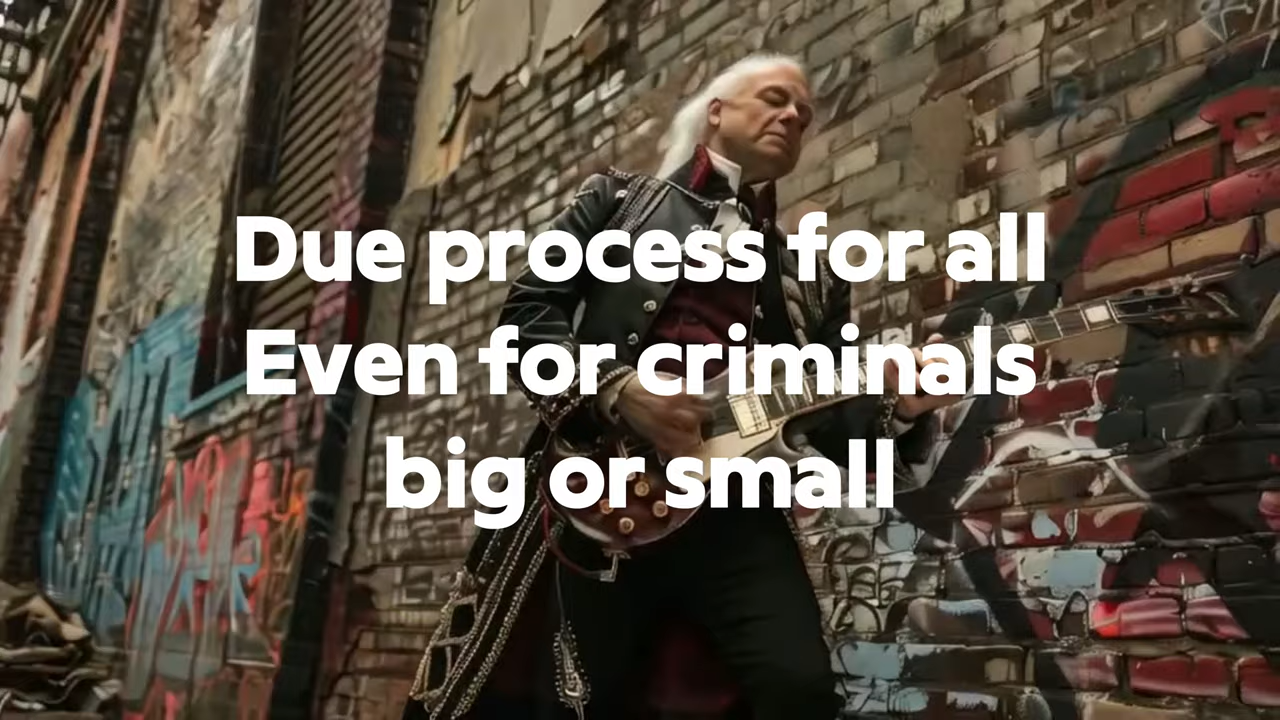 Due process for all
Even for criminals
big or small